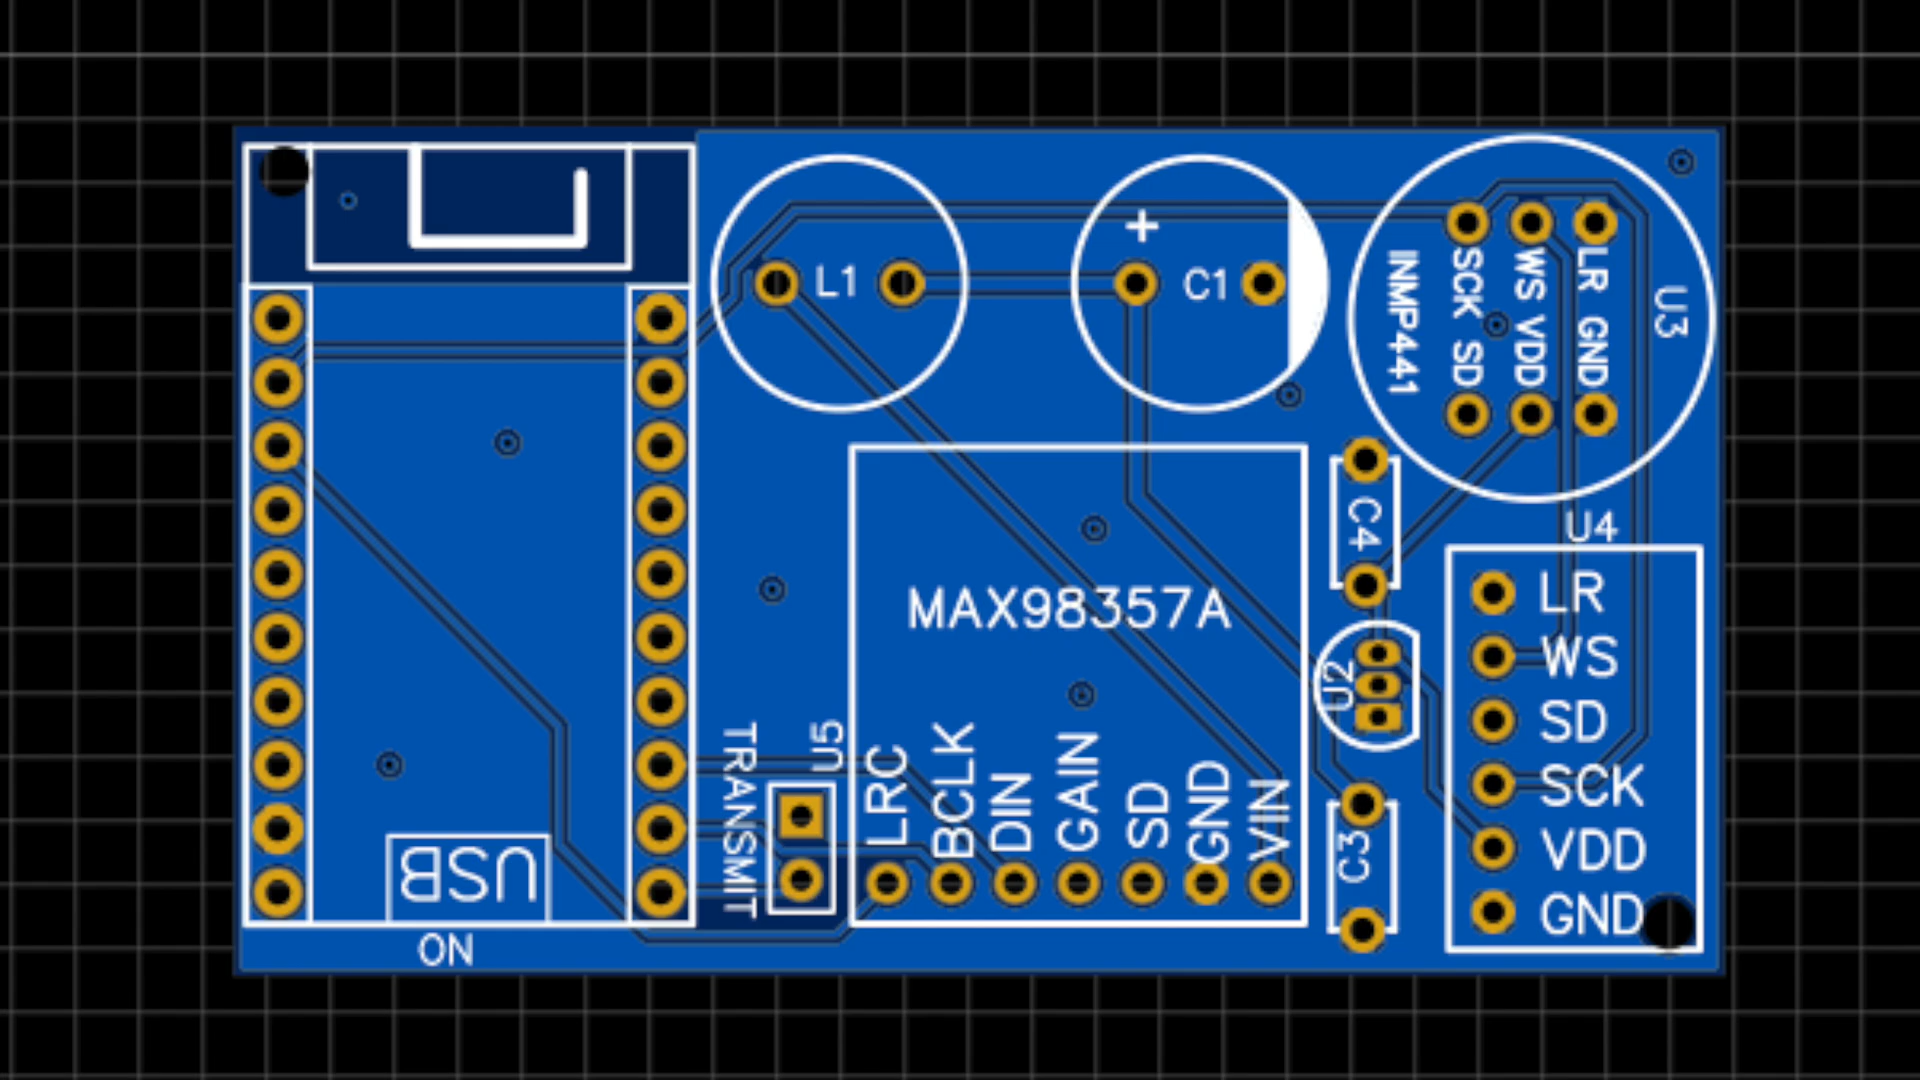 L1
+
C1
INMP441
SCK SD
WS VDD
LR GND
U3
C4
U4
LR
WS
SD
SCK
VDD
GND
MAX98357A
U2
TRANSMIT
U5
LRC
BCLK
DIN
GAIN
SD
GND
VIN
C3
USB
ON